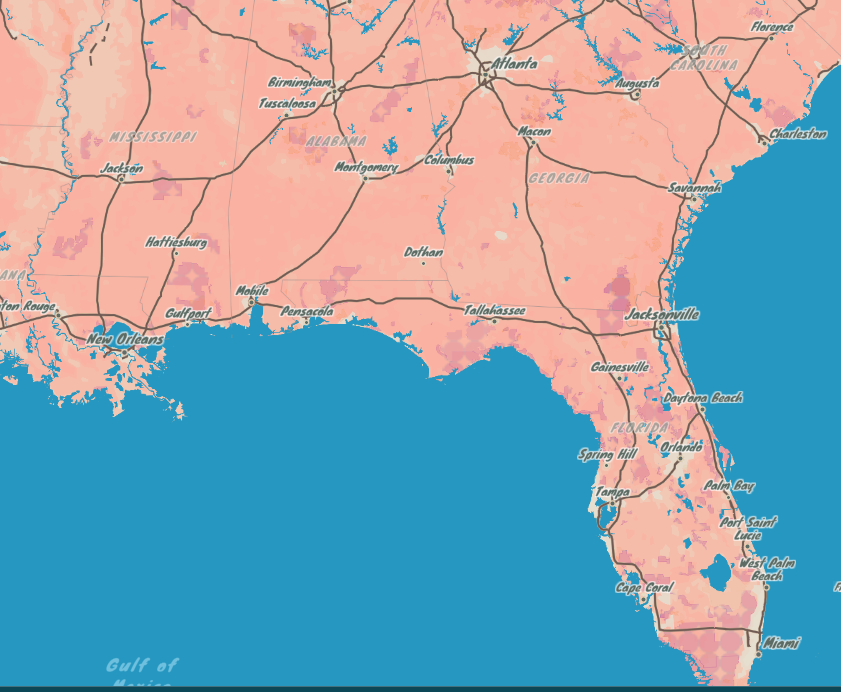 Florence
SOUTH
CAROLINA
Atlanta
Birmingham
Augusta
Tuscaloosa
Macon
Charleston
MISSISSIPPI
ALABAMA
Columbus
Jackson
Montgomery
GEORGIA
Savannah
Hattiesburg
Dothan
ANA
Mobile
ton Rouge
Gulfport
Pensacola
Tallahassee
Jacksonville
New Orleans
Gainesville
Daytona Beach
FLORIDA
Spring Hill
Orlando
Tampa
Palm Bay
Port Saint
Lucie
West Palm
Beach
Cape Coral
Miami
Gulf of
Mexico